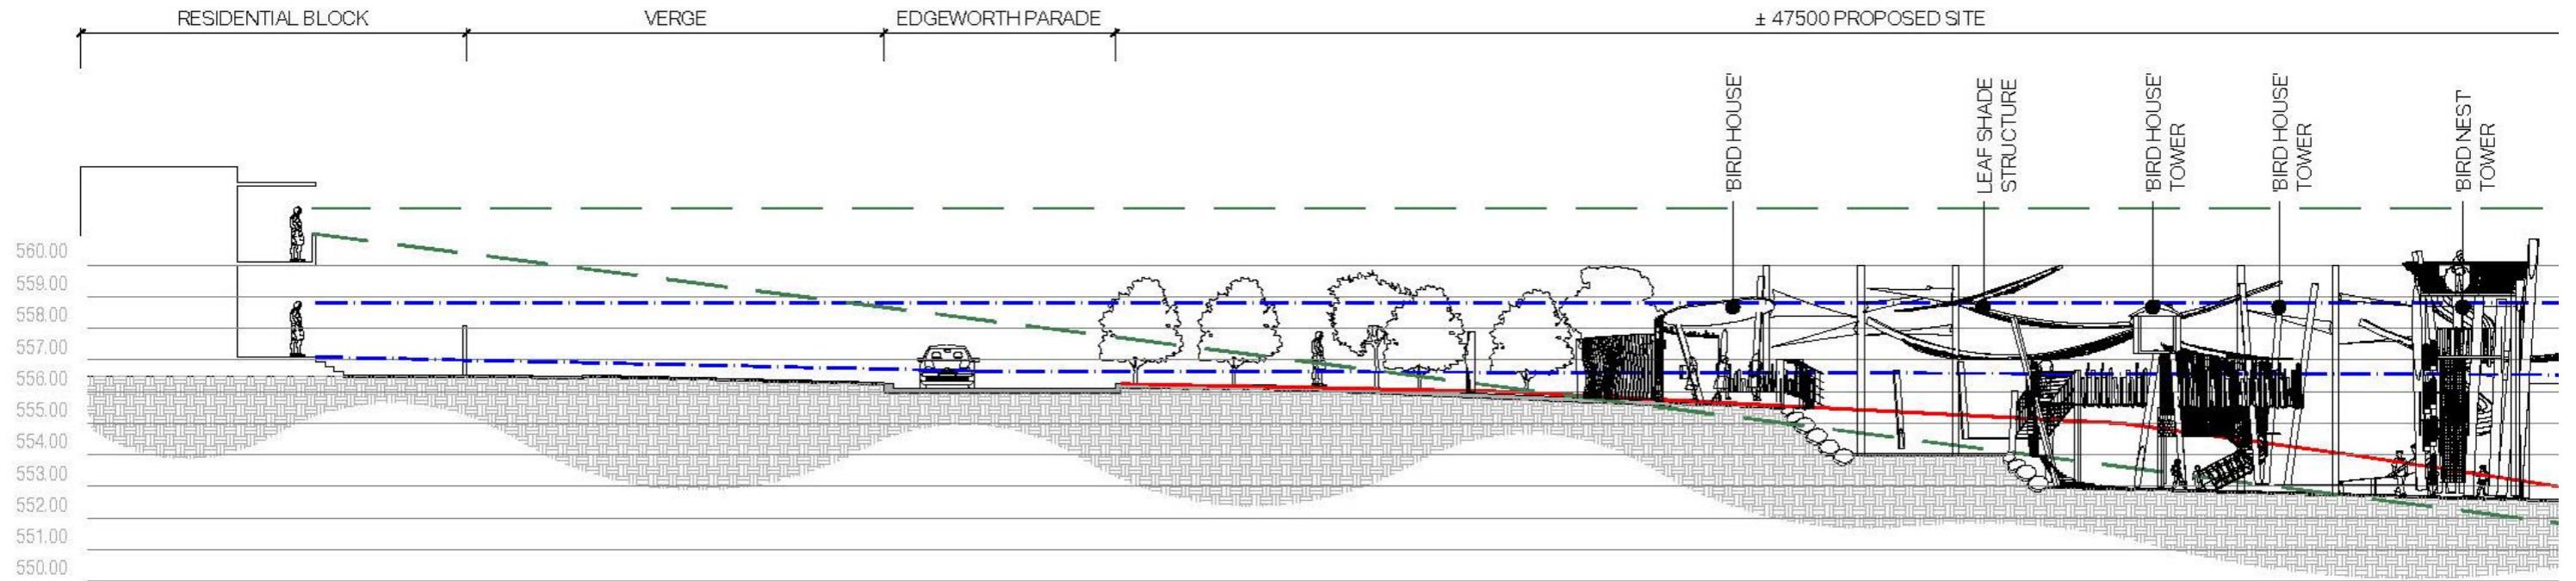 RESIDENTIAL BLOCK
VERGE
EDGEWORTH PARADE
± 47500 PROPOSED SITE
'BIRD HOUSE'
LEAF SHADE
STRUCTURE
'BIRD HOUSE'
TOWER
'BIRD HOUSE'
TOWER
'BIRD NEST'
TOWER
560.00
559.00
558.00
557.00
556.00
555.00
554.00
553.00
552.00
551.00
550.00